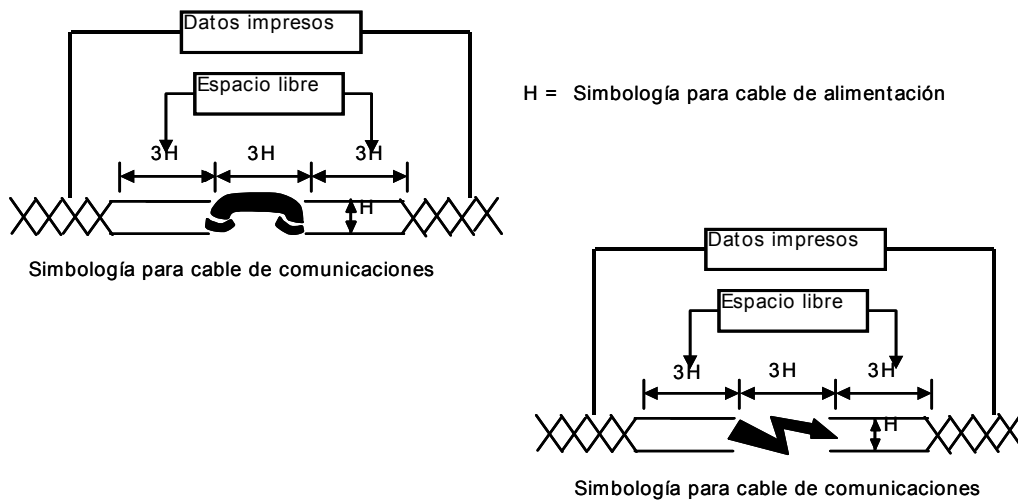 Datos impresos
Espacio libre
H = Simbología para cable de alimentación
3H 3H 3H
H
Simbología para cable de comunicaciones
Datos impresos
Espacio libre
3H 3H 3H
H
Simbología para cable de comunicaciones